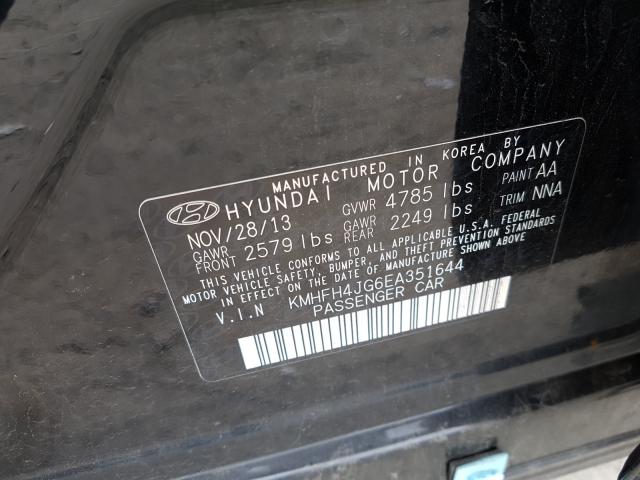 MANUFACTURED IN KOREA BY
HYUNDAI MOTOR COMPANY
NOV/28/13 GVWR 4785 lbs PAINT AA
GAWR FRONT 2579 lbs GAWR REAR 2249 lbs TRIM NNA
THIS VEHICLE CONFORMS TO ALL APPLICABLE U.S.A. FEDERAL
MOTOR VEHICLE SAFETY, BUMPER, AND THEFT PREVENTION STANDARDS
IN EFFECT ON THE DATE OF MANUFACTURE SHOWN ABOVE.
V.I.N KMHFH4JG6EA351644
PASSENGER CAR